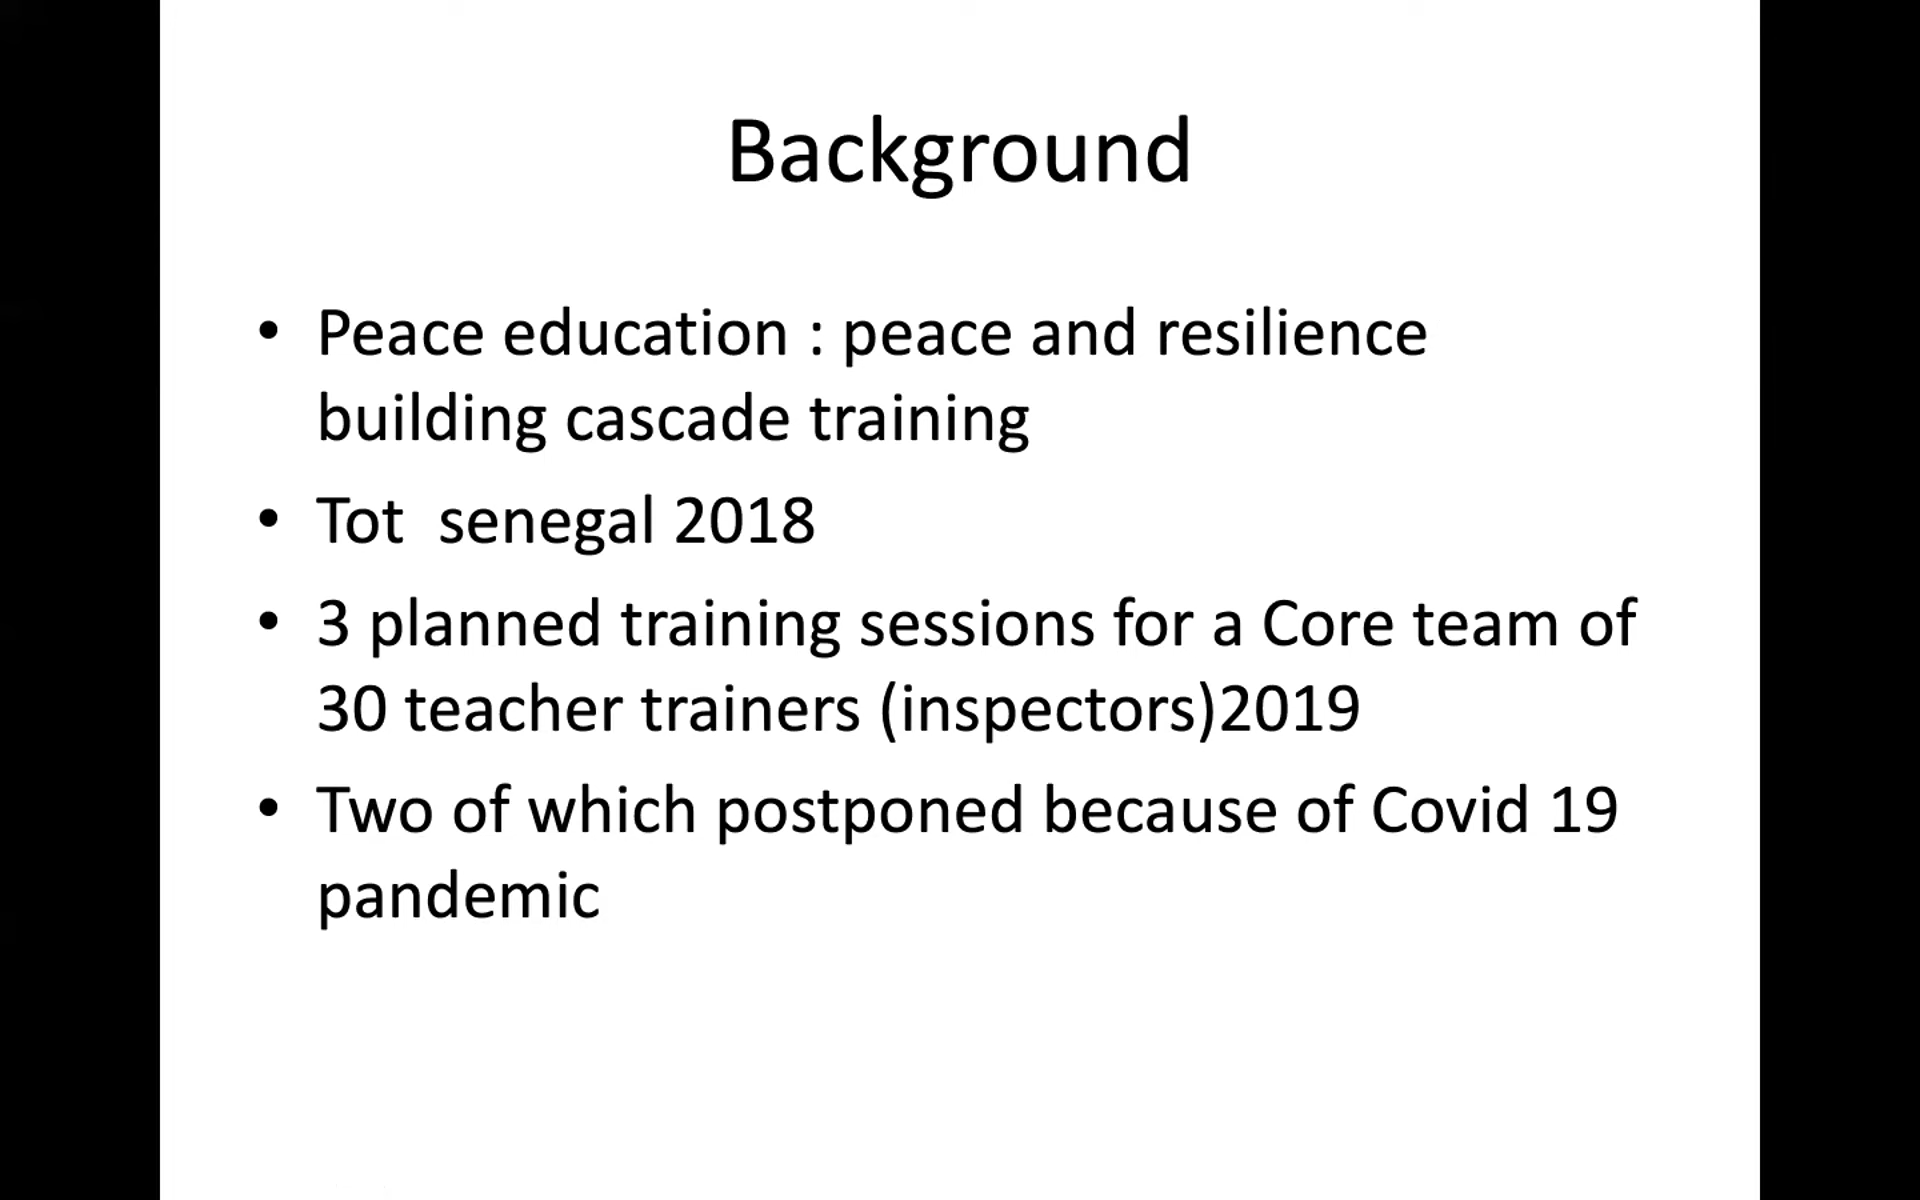 Background
• Peace education : peace and resilience
building cascade training
• Tot  senegal 2018
• 3 planned training sessions for a Core team of
30 teacher trainers (inspectors)2019
• Two of which postponed because of Covid 19
pandemic